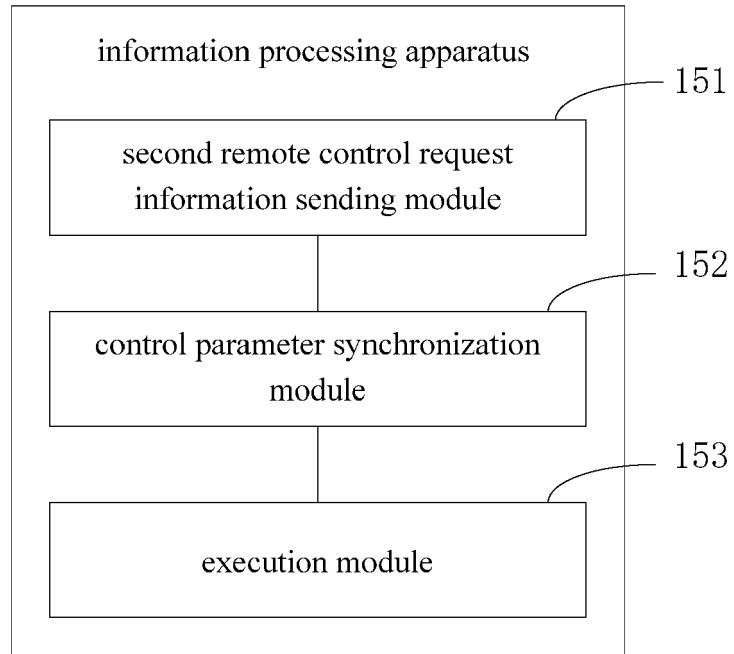 information processing apparatus
151
second remote control request
information sending module
152
control parameter synchronization
module
153
execution module